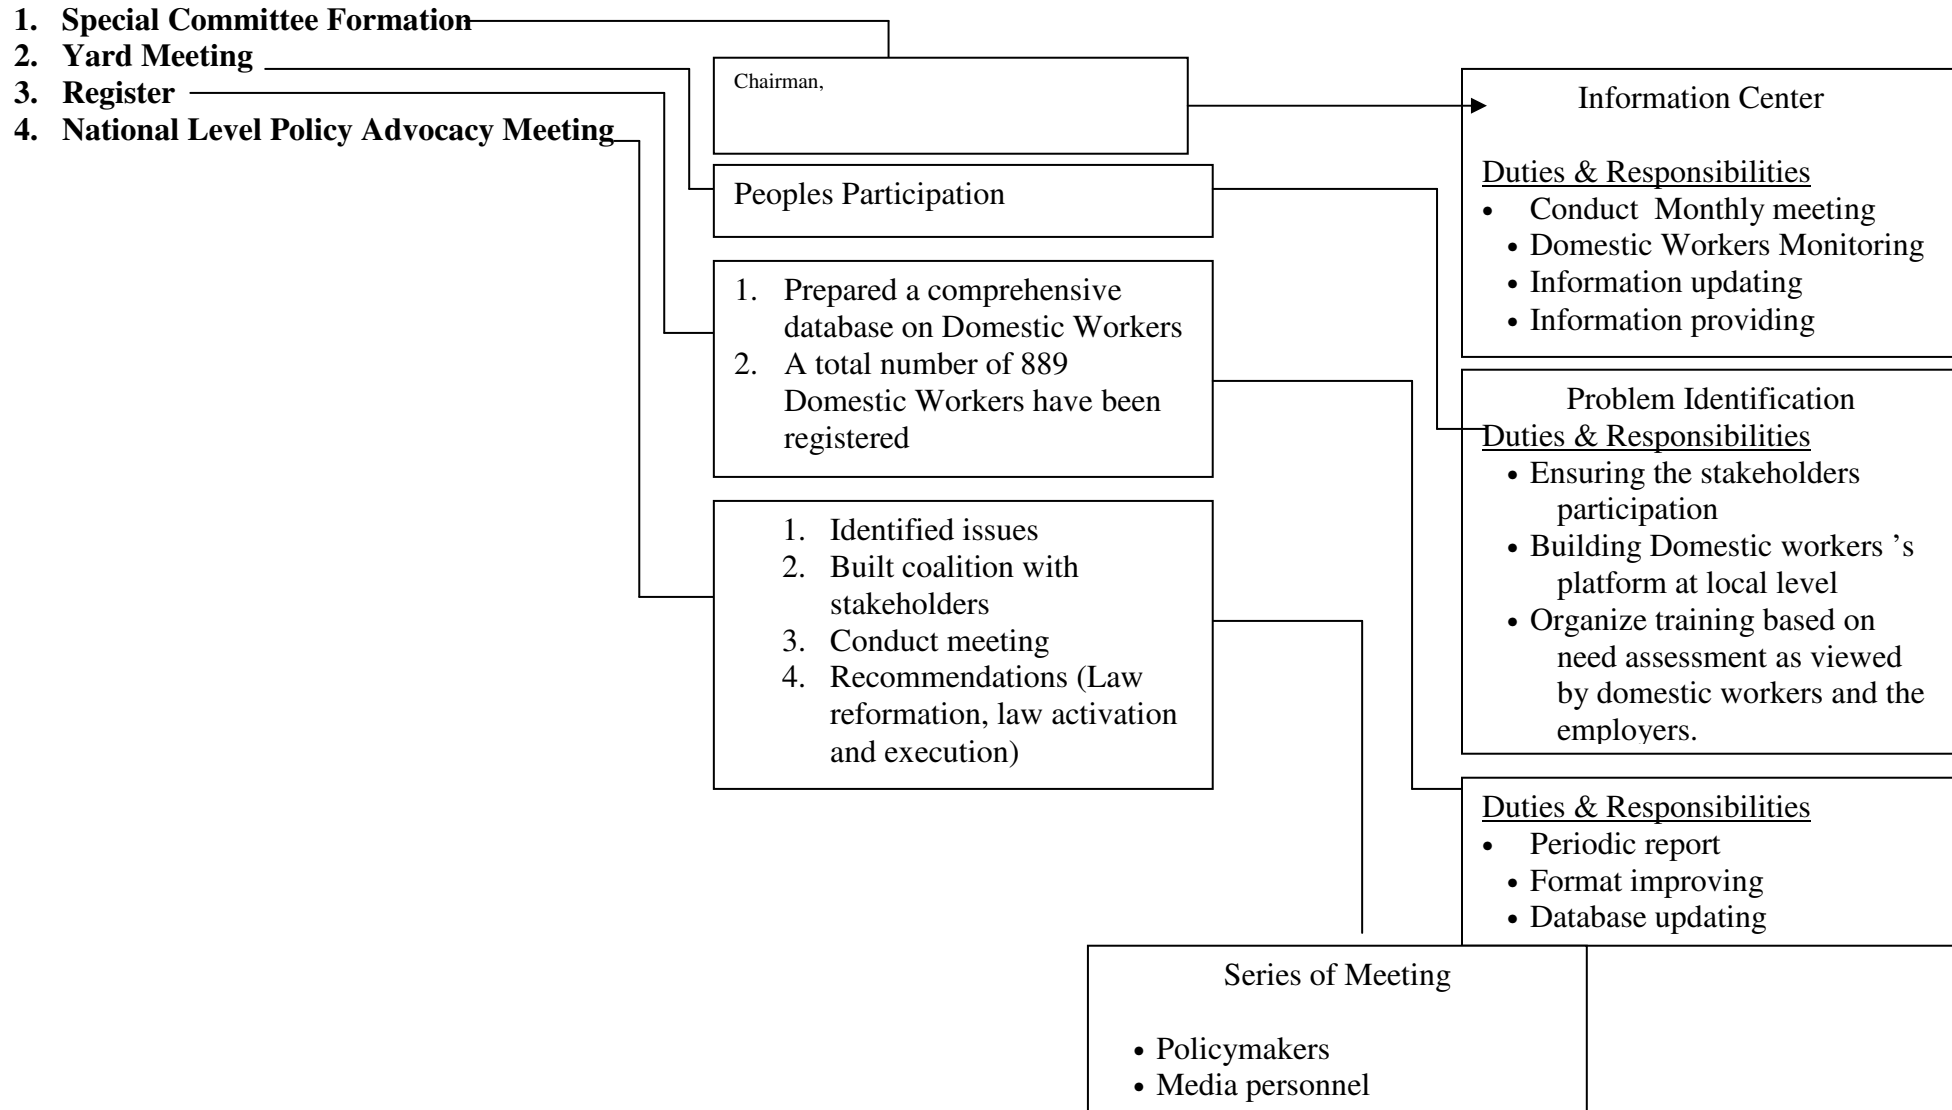 1. Special Committee Formation
2. Yard Meeting
3. Register
4. National Level Policy Advocacy Meeting
Chairman,
Peoples Participation
1. Prepared a comprehensive
database on Domestic Workers
2. A total number of 889
Domestic Workers have been
registered
1. Identified issues
2. Built coalition with
stakeholders
3. Conduct meeting
4. Recommendations (Law
reformation, law activation
and execution)
Information Center
Duties & Responsibilities
• Conduct Monthly meeting
• Domestic Workers Monitoring
• Information updating
• Information providing
Problem Identification
Duties & Responsibilities
• Ensuring the stakeholders
participation
• Building Domestic workers ’s
platform at local level
• Organize training based on
need assessment as viewed
by domestic workers and the
employers.
Duties & Responsibilities
• Periodic report
• Format improving
• Database updating
Series of Meeting
• Policymakers
• Media personnel